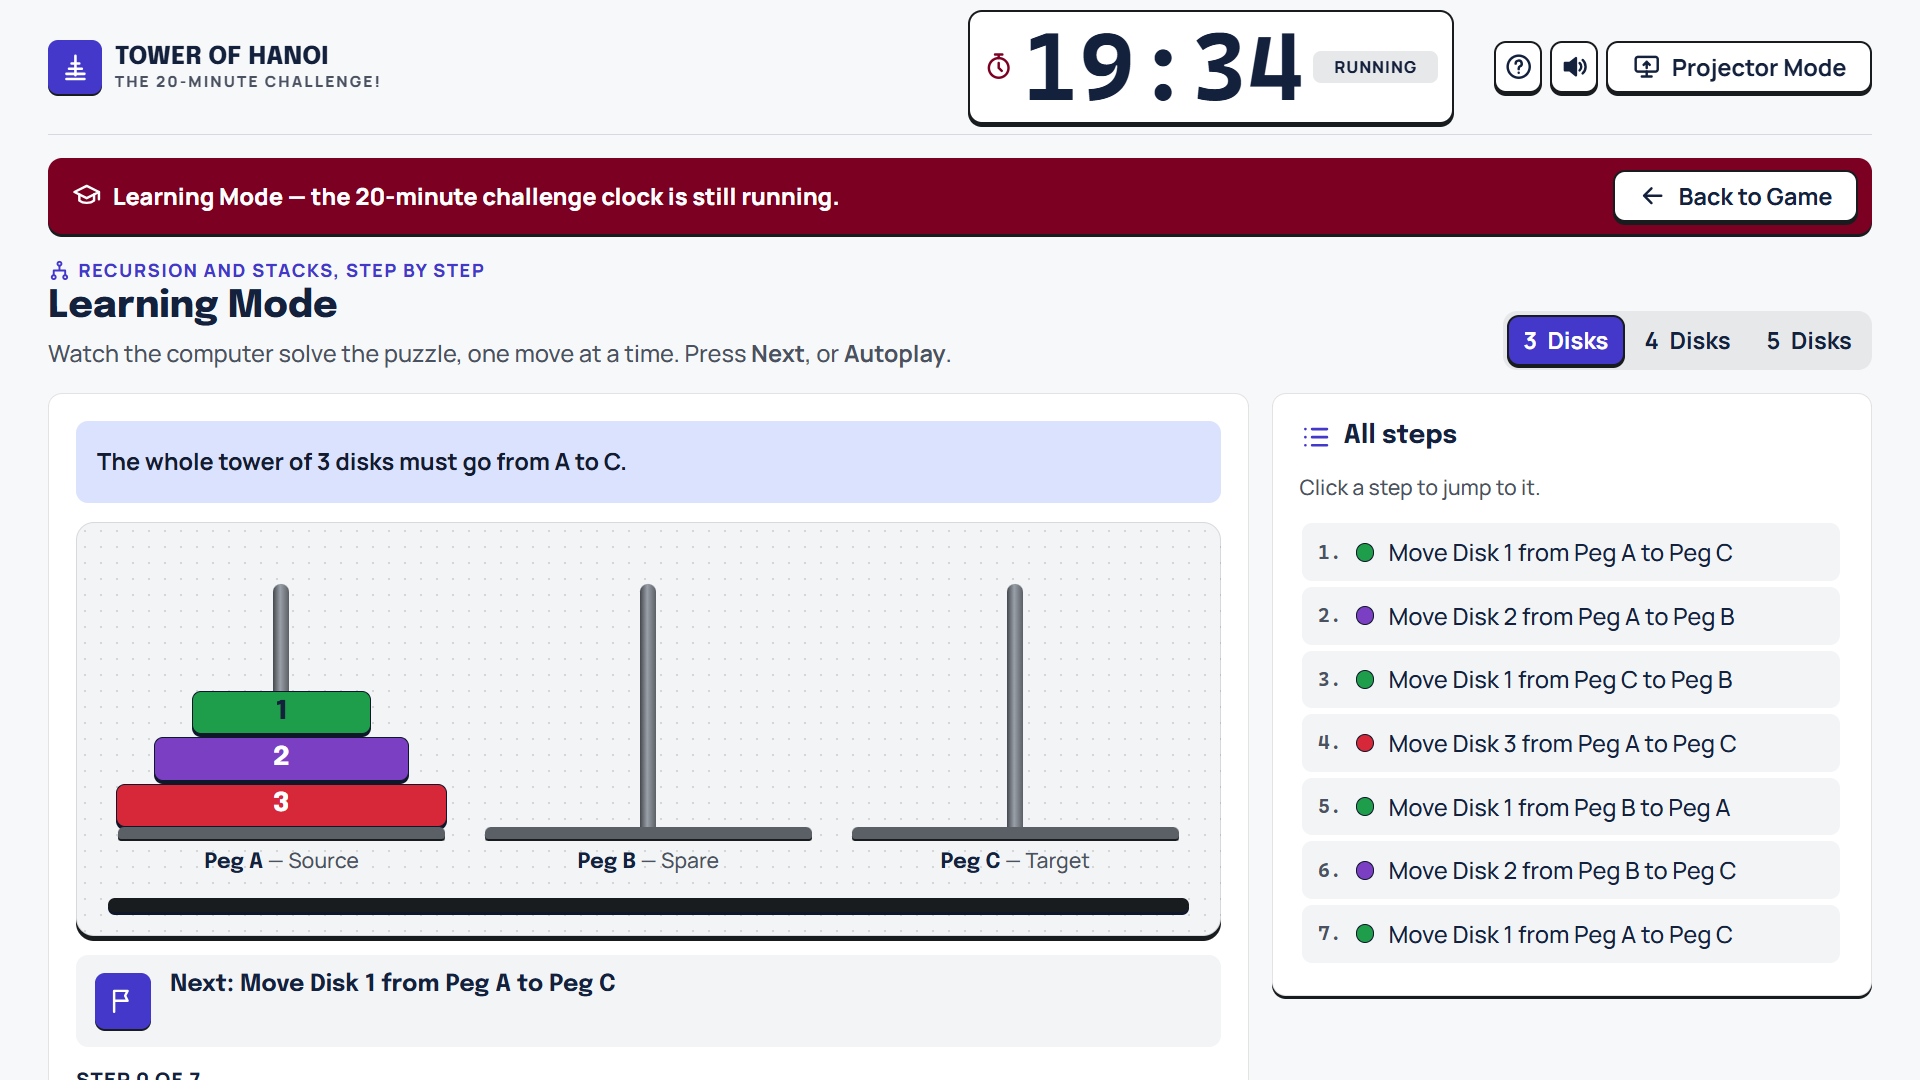 TOWER OF HANOI
THE 20-MINUTE CHALLENGE!
19:34
RUNNING
Projector Mode
Learning Mode — the 20-minute challenge clock is still running.
Back to Game
RECURSION AND STACKS, STEP BY STEP
Learning Mode
Watch the computer solve the puzzle, one move at a time. Press Next, or Autoplay.
3 Disks
4 Disks
5 Disks
The whole tower of 3 disks must go from A to C.
1
2
3
Peg A — Source
Peg B — Spare
Peg C — Target
Next: Move Disk 1 from Peg A to Peg C
STEP 0 OF 7
All steps
Click a step to jump to it.
1. Move Disk 1 from Peg A to Peg C
2. Move Disk 2 from Peg A to Peg B
3. Move Disk 1 from Peg C to Peg B
4. Move Disk 3 from Peg A to Peg C
5. Move Disk 1 from Peg B to Peg A
6. Move Disk 2 from Peg B to Peg C
7. Move Disk 1 from Peg A to Peg C